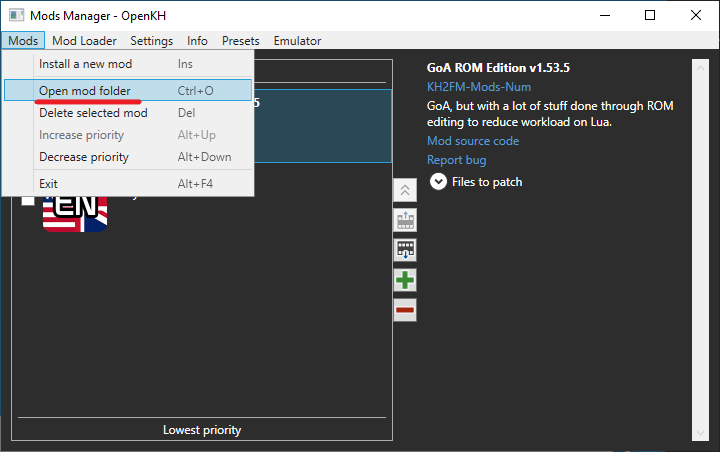 Mods Manager - OpenKH
Mods Mod Loader Settings Info Presets Emulator
Install a new mod Ins
Open mod folder Ctrl+O
Delete selected mod Del
Increase priority Alt+Up
Decrease priority Alt+Down
Exit Alt+F4
EN
Lowest priority
GoA ROM Edition v1.53.5
KH2FM-Mods-Num
GoA, but with a lot of stuff done through ROM
editing to reduce workload on Lua.
Mod source code
Report bug
Files to patch